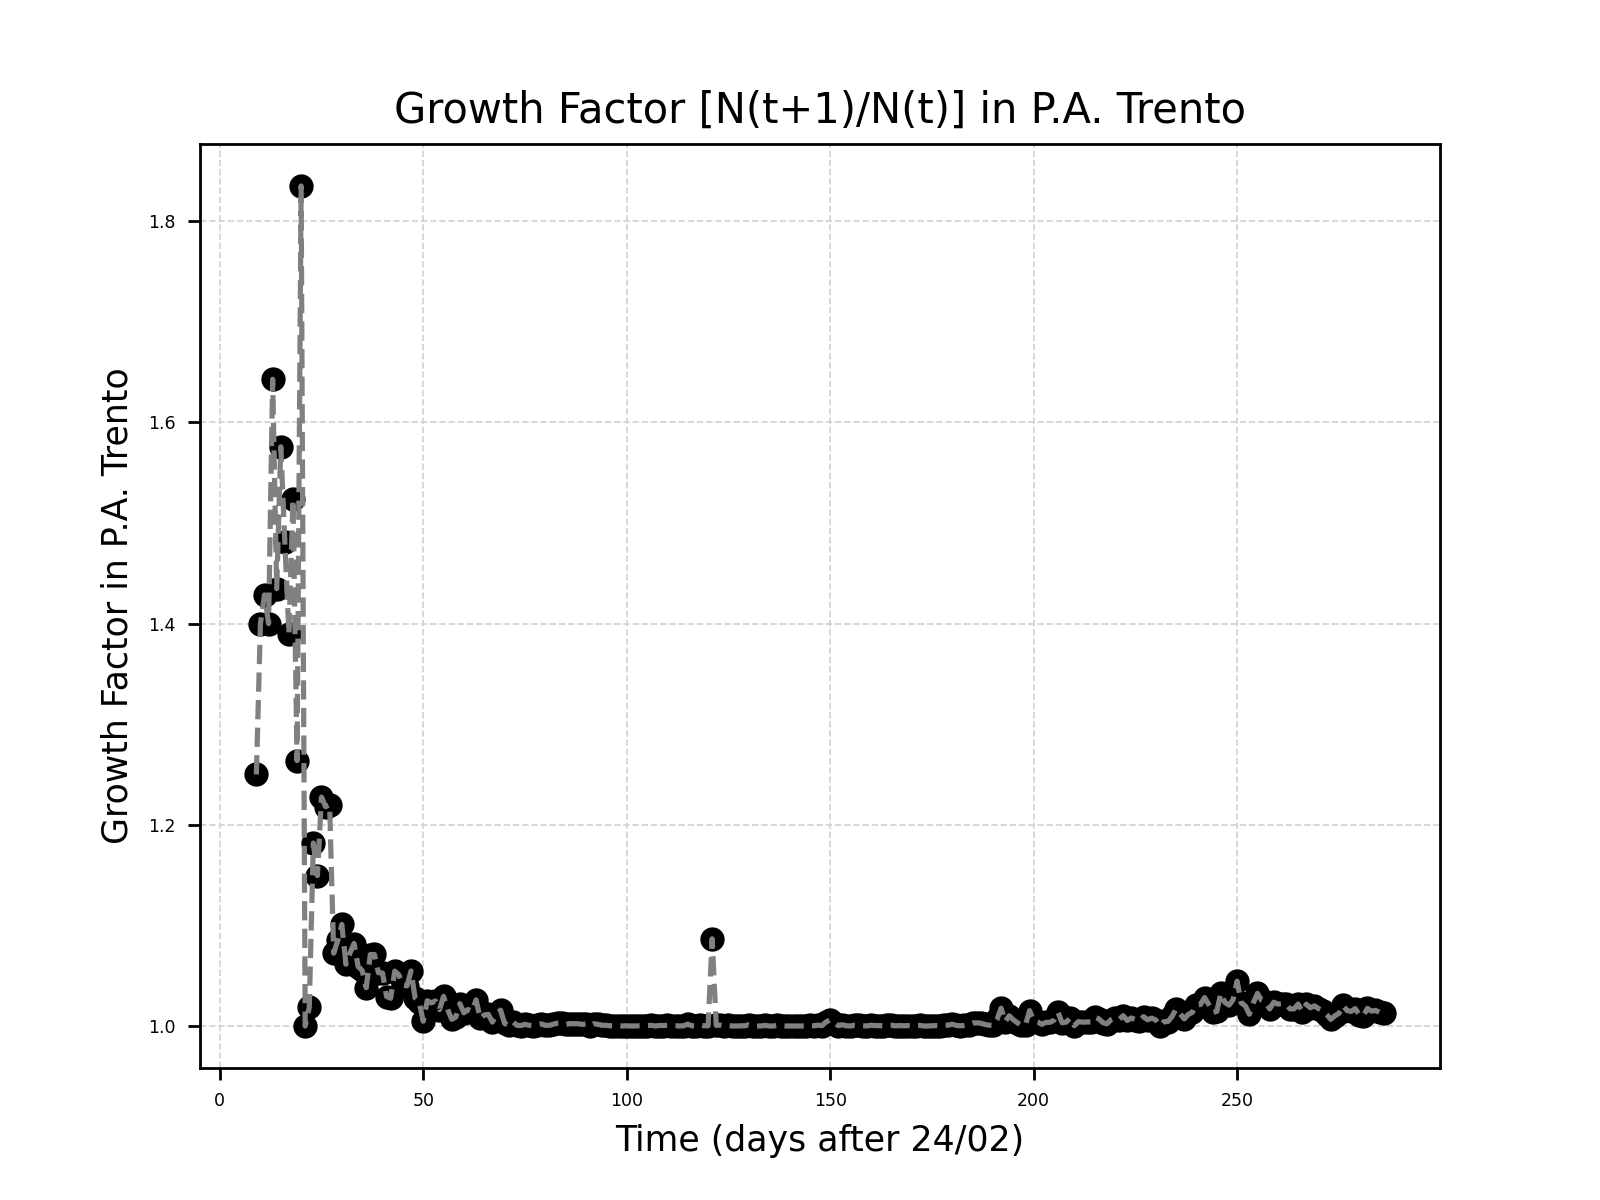 Growth Factor [N(t+1)/N(t)] in P.A. Trento
Growth Factor in P.A. Trento
1.8
1.6
1.4
1.2
1.0
0 50 100 150 200 250
Time (days after 24/02)